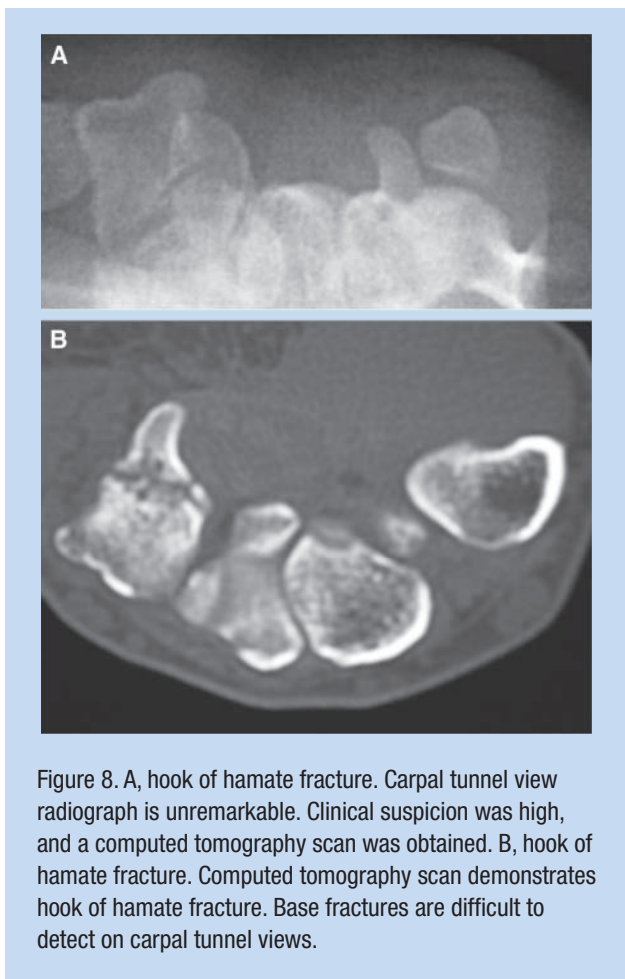 A
B
Figure 8. A, hook of hamate fracture. Carpal tunnel view
radiograph is unremarkable. Clinical suspicion was high,
and a computed tomography scan was obtained. B, hook of
hamate fracture. Computed tomography scan demonstrates
hook of hamate fracture. Base fractures are difficult to
detect on carpal tunnel views.